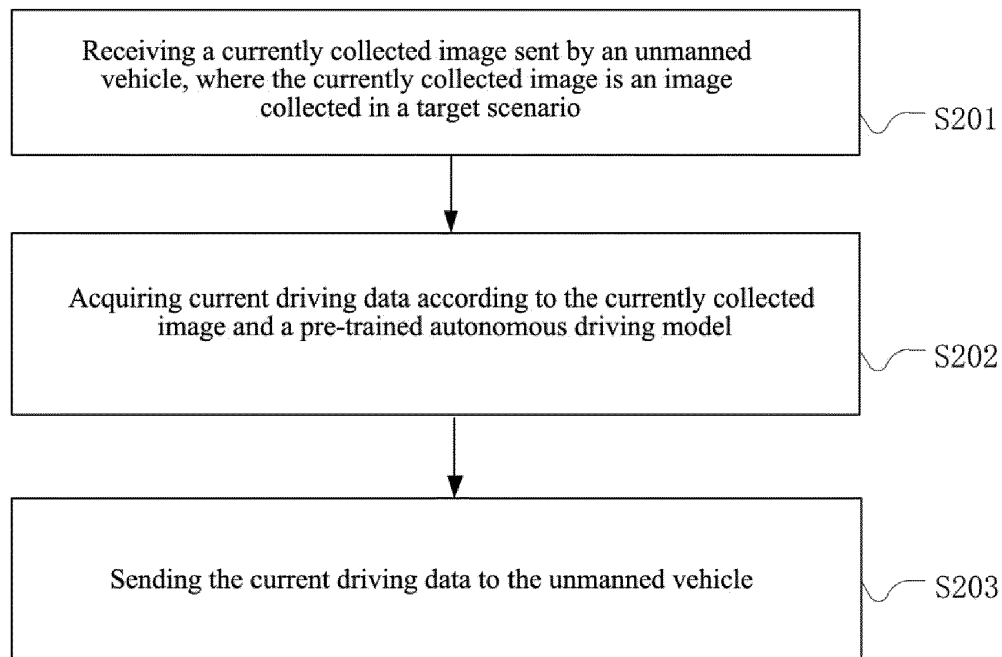 Receiving a currently collected image sent by an unmanned
vehicle, where the currently collected image is an image
collected in a target scenario
S201
Acquiring current driving data according to the currently collected
image and a pre-trained autonomous driving model
S202
Sending the current driving data to the unmanned vehicle
S203